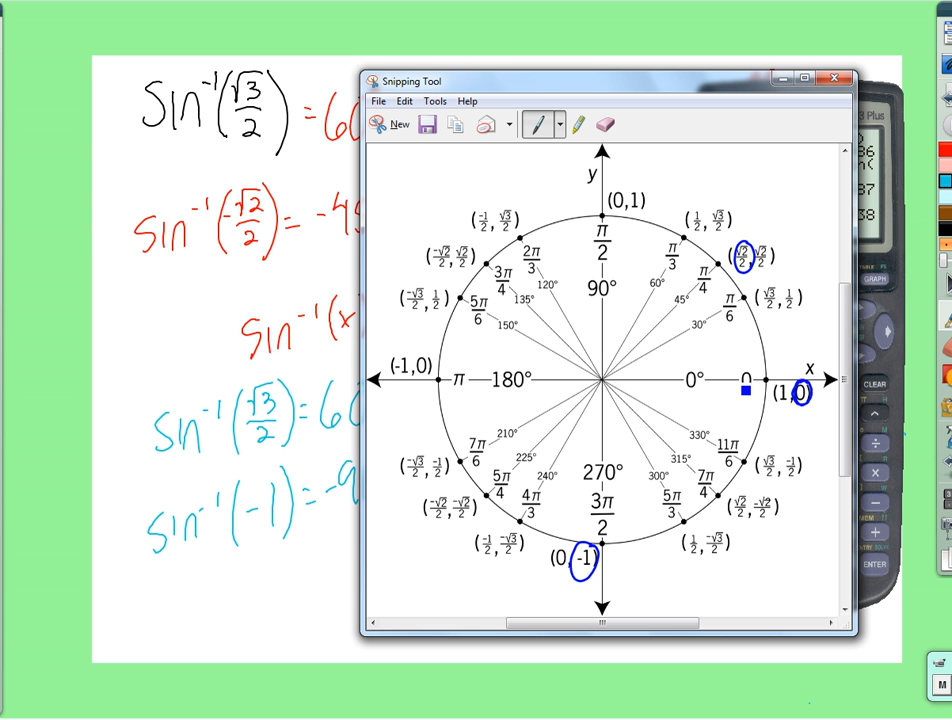 sin⁻¹(√3/2) = 60
sin⁻¹(-√2/2) = -45
sin⁻¹(x
sin⁻¹(√3/2) = 60
sin⁻¹(-1) = -9
Snipping Tool
File Edit Tools Help
New
y
(0,1)
(-1/2, √3/2)
(1/2, √3/2)
π/2
2π/3
π/3
(-√2/2, √2/2)
(√2/2, √2/2)
3π/4
120°
90°
60°
π/4
(-√3/2, 1/2)
135°
45°
(√3/2, 1/2)
5π/6
150°
30°
π/6
(-1,0)
π
180°
0°
x
(1,0)
7π/6
210°
330°
11π/6
(-√3/2, -1/2)
225°
270°
315°
(√3/2, -1/2)
5π/4
240°
300°
7π/4
(-√2/2, -√2/2)
4π/3
3π/2
5π/3
(√2/2, -√2/2)
(-1/2, -√3/2)
(1/2, -√3/2)
(0,-1)
3 Plus
86
37
38
GRAPH
CLEAR
ENTER
M